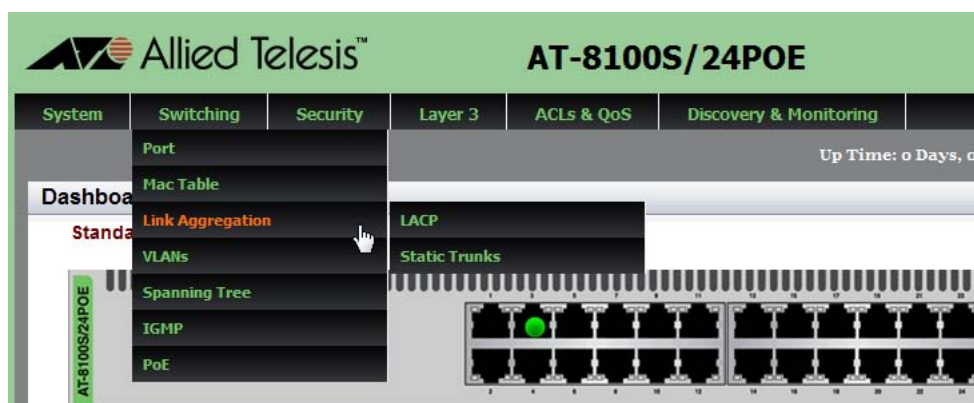 Allied Telesis™ AT-8100S/24POE
System Switching Security Layer 3 ACLs & QoS Discovery & Monitoring
Port
Up Time: 0 Days, 0
Mac Table
Dashboa
Link Aggregation LACP
Standa
VLANs Static Trunks
Spanning Tree
IGMP
PoE
AT-8100S/24POE